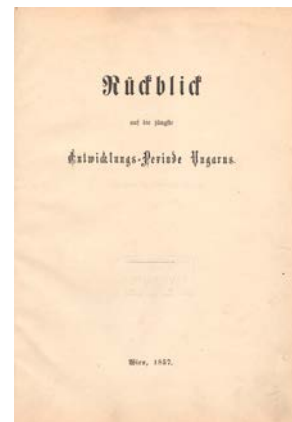 Rückblick
auf die jüngste
Entwicklungs-Periode Ungarns.
Wien, 1857.